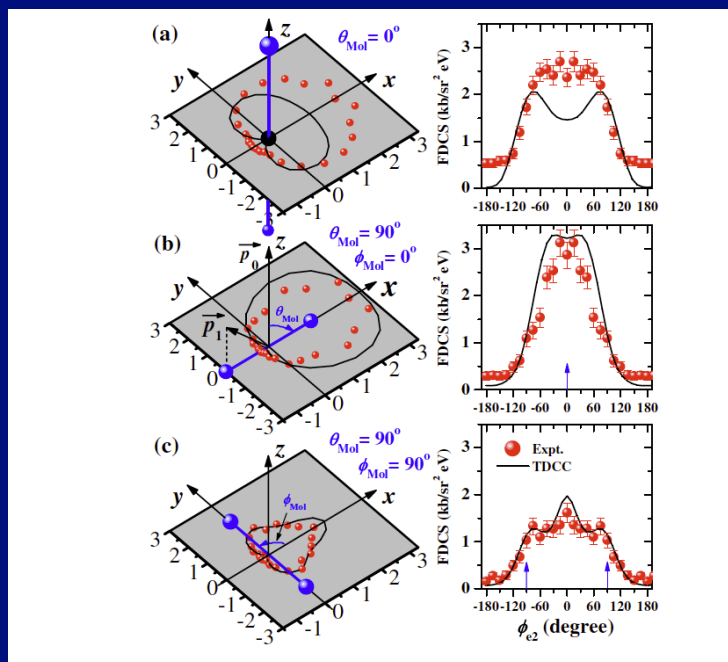 (a)
z
θMol = 0°
y
x
3
2
1
0
-1
-2
-3
0
1
2
3
FDCS (kb/sr² eV)
3
2
1
0
-180 -120 -60 0 60 120 180
(b)
z
p0
θMol = 90°
ϕMol = 0°
y
x
θMol
p1
3
2
1
0
-1
-2
-3
0
1
2
3
FDCS (kb/sr² eV)
3
2
1
0
-180 -120 -60 0 60 120 180
(c)
z
θMol = 90°
ϕMol = 90°
y
x
ϕMol
3
2
1
0
-1
-2
-3
0
1
2
3
FDCS (kb/sr² eV)
3
2
1
0
Expt.
TDCC
-180 -120 -60 0 60 120 180
ϕe2 (degree)